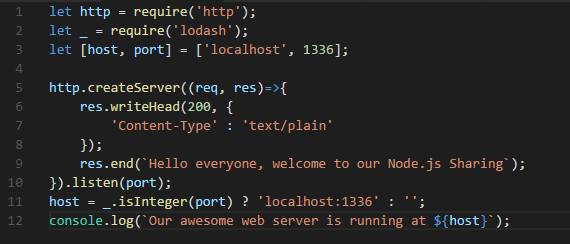 1 let http = require('http');
2 let _ = require('lodash');
3 let [host, port] = ['localhost', 1336];
4
5 http.createServer((req, res)=>{
6     res.writeHead(200, {
7         'Content-Type' : 'text/plain'
8     });
9     res.end(`Hello everyone, welcome to our Node.js Sharing`);
10 }).listen(port);
11 host = _.isInteger(port) ? 'localhost:1336' : '';
12 console.log(`Our awesome web server is running at ${host}`);